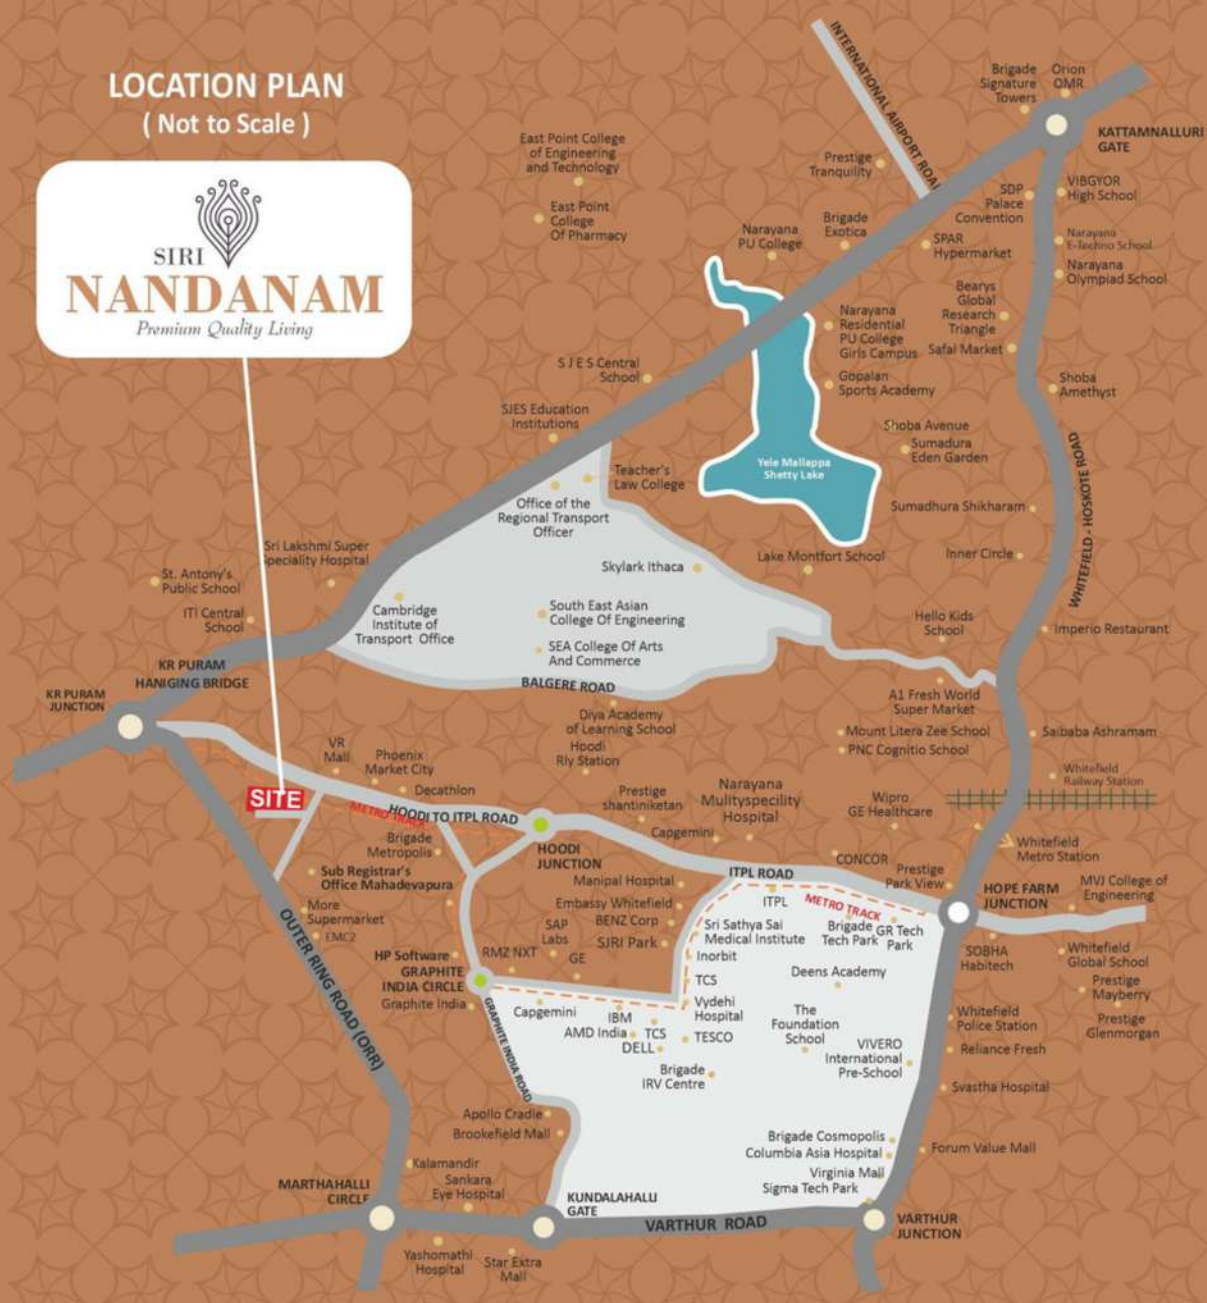 LOCATION PLAN
( Not to Scale )
SIRI
NANDANAM
Premium Quality Living
INTERNATIONAL AIRPORT ROAD
Brigade
Signature
Towers
Orion
OMR
KATTAMNALLURI
GATE
East Point College
of Engineering
and Technology
East Point
College
Of Pharmacy
Prestige
Tranquility
SDP
Palace
Convention
VIBGYOR
High School
Narayana
PU College
Brigade
Exotica
SPAR
Hypermarket
Narayana
E-Techno School
Narayana
Olympiad School
Bearys
Global
Research
Triangle
Narayana
Residential
PU College
Girls Campus
Safal Market
S J E S Central
School
Gopalan
Sports Academy
Shoba
Amethyst
SJES Education
Institutions
Shoba Avenue
Sumadura
Eden Garden
Teacher's
Law College
Yele Mallappa
Shetty Lake
WHITEFIELD - HOSKOTE ROAD
Office of the
Regional Transport
Officer
Sumadhura Shikharam
Sri Lakshmi Super
Speciality Hospital
Skylark Ithaca
Lake Montfort School
Inner Circle
St. Antony's
Public School
ITI Central
School
Cambridge
Institute of
Transport Office
South East Asian
College Of Engineering
SEA College Of Arts
And Commerce
Hello Kids
School
Imperio Restaurant
KR PURAM
HANIGING BRIDGE
KR PURAM
JUNCTION
BALGERE ROAD
A1 Fresh World
Super Market
Diya Academy
of Learning School
Hoodi
Rly Station
Mount Litera Zee School
PNC Cognitio School
Saibaba Ashramam
VR
Mall
Phoenix
Market City
Decathlon
Whitefield
Railway Station
SITE
METRO TRACK
HOODI TO ITPL ROAD
Prestige
shantiniketan
Narayana
Mulityspecility
Hospital
Wipro
GE Healthcare
Capgemini
Brigade
Metropolis
HOODI
JUNCTION
Whitefield
Metro Station
CONCOR
Prestige
Park View
Sub Registrar's
Office Mahadevapura
Manipal Hospital
ITPL ROAD
HOPE FARM
JUNCTION
MVJ College of
Engineering
More
Supermarket
EMC2
Embassy Whitefield
BENZ Corp
SJRI Park
ITPL
METRO TRACK
Sri Sathya Sai
Medical Institute
Brigade
Tech Park
GR Tech
Park
SAP
Labs
GE
RMZ NXT
HP Software
GRAPHITE
INDIA CIRCLE
Graphite India
Inorbit
TCS
Deens Academy
SOBHA
Habitech
Whitefield
Global School
Prestige
Mayberry
Prestige
Glenmorgan
OUTER RING ROAD (ORR)
GRAPHITE INDIA ROAD
Capgemini
IBM
AMD India
TCS
DELL
Vydehi
Hospital
TESCO
The
Foundation
School
Whitefield
Police Station
VIVERO
International
Pre-School
Reliance Fresh
Brigade
IRV Centre
Svastha Hospital
Apollo Cradle
Brookefield Mall
Brigade Cosmopolis
Columbia Asia Hospital
Forum Value Mall
Virginia Mall
Sigma Tech Park
Kalamandir
Sankara
Eye Hospital
MARTHAHALLI
CIRCLE
KUNDALAHALLI
GATE
VARTHUR ROAD
VARTHUR
JUNCTION
Yashomathi
Hospital
Star Extra
Mall